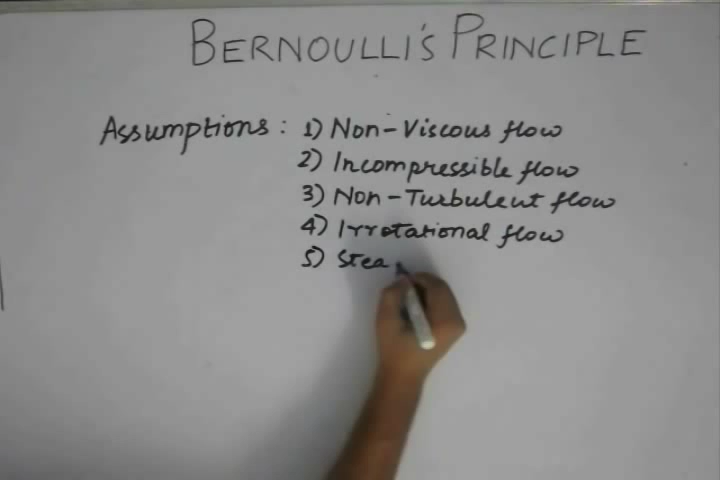 BERNOULLI'S PRINCIPLE
Assumptions: 1) Non-Viscous flow
2) Incompressible flow
3) Non-Turbulent flow
4) Irrotational flow
5) Stea